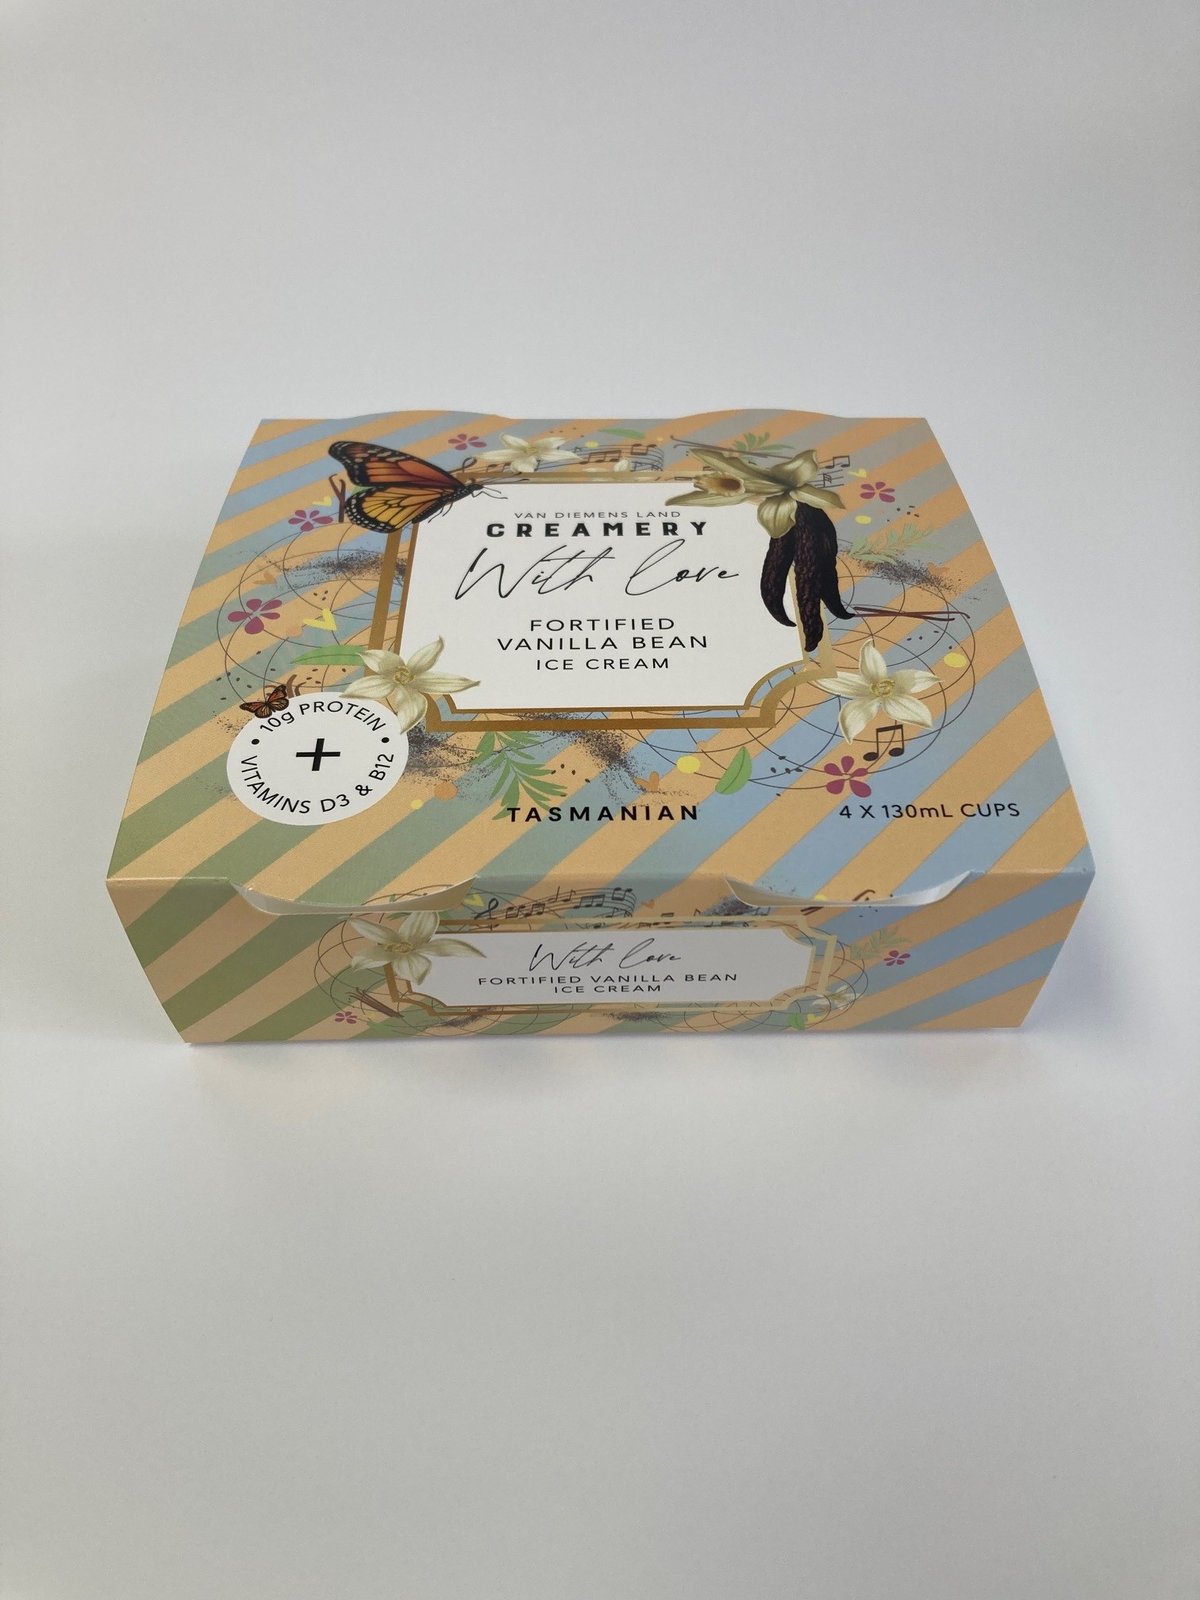 VAN DIEMENS LAND
CREAMERY
With love
FORTIFIED
VANILLA BEAN
ICE CREAM
10g PROTEIN
+
VITAMINS D3 & B12
TASMANIAN
4 X 130mL CUPS
With love
FORTIFIED VANILLA BEAN
ICE CREAM